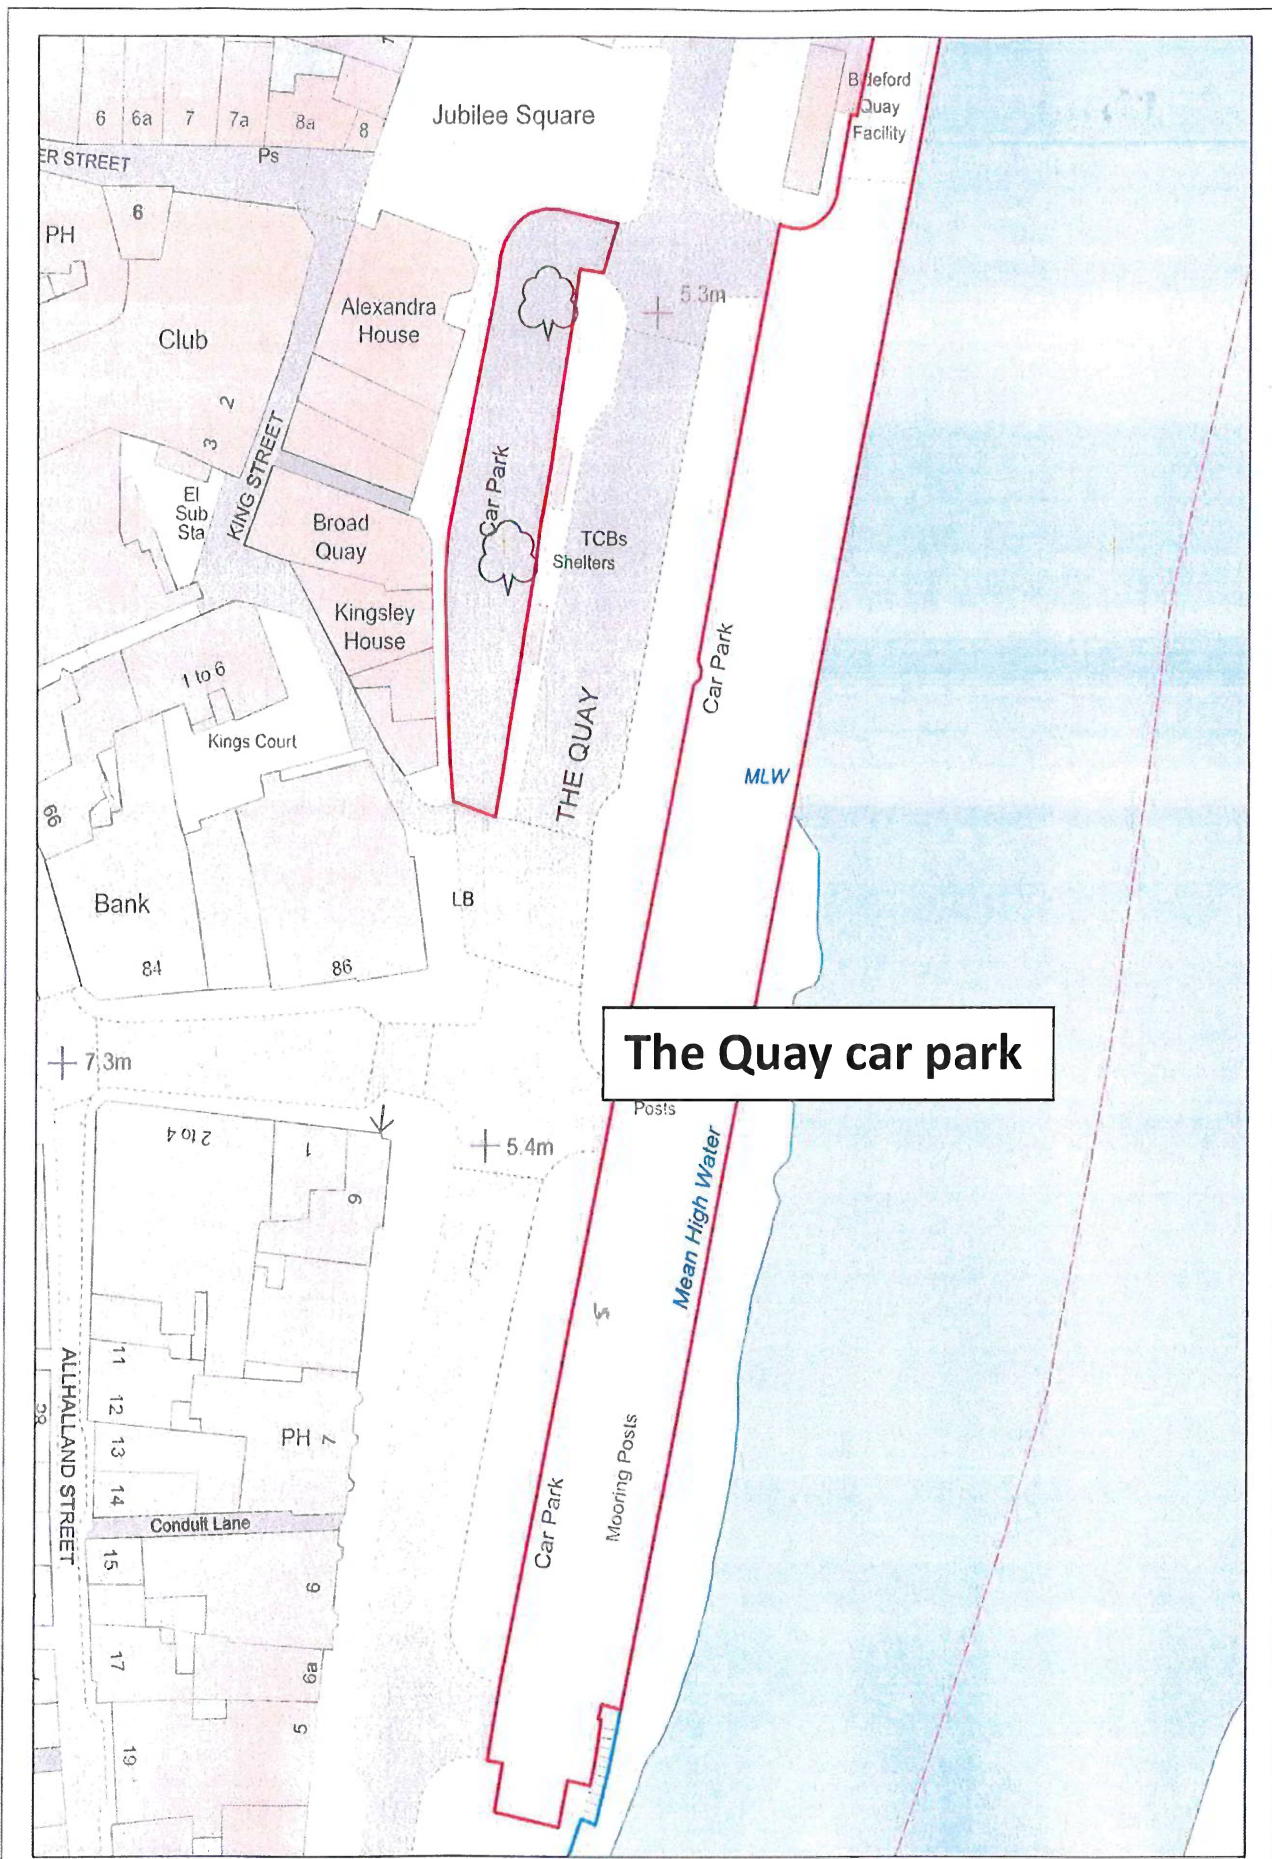 7
Jubilee Square
Bideford
Quay
Facility
6
6a
7
7a
8a
8
ER STREET
Ps
6
PH
Alexandra
House
5.3m
Club
2
3
KING STREET
El
Sub
Sta
Broad
Quay
Car Park
TCBs
Shelters
Kingsley
House
Car Park
1 to 6
Kings Court
THE QUAY
MLW
66
Bank
84
86
LB
The Quay car park
7.3m
Posts
2 to 4
1
5.4m
Mean High Water
11
12
13
14
ALLHALLAND STREET
PH
7
Mooring Posts
Car Park
Conduit Lane
15
17
19
5